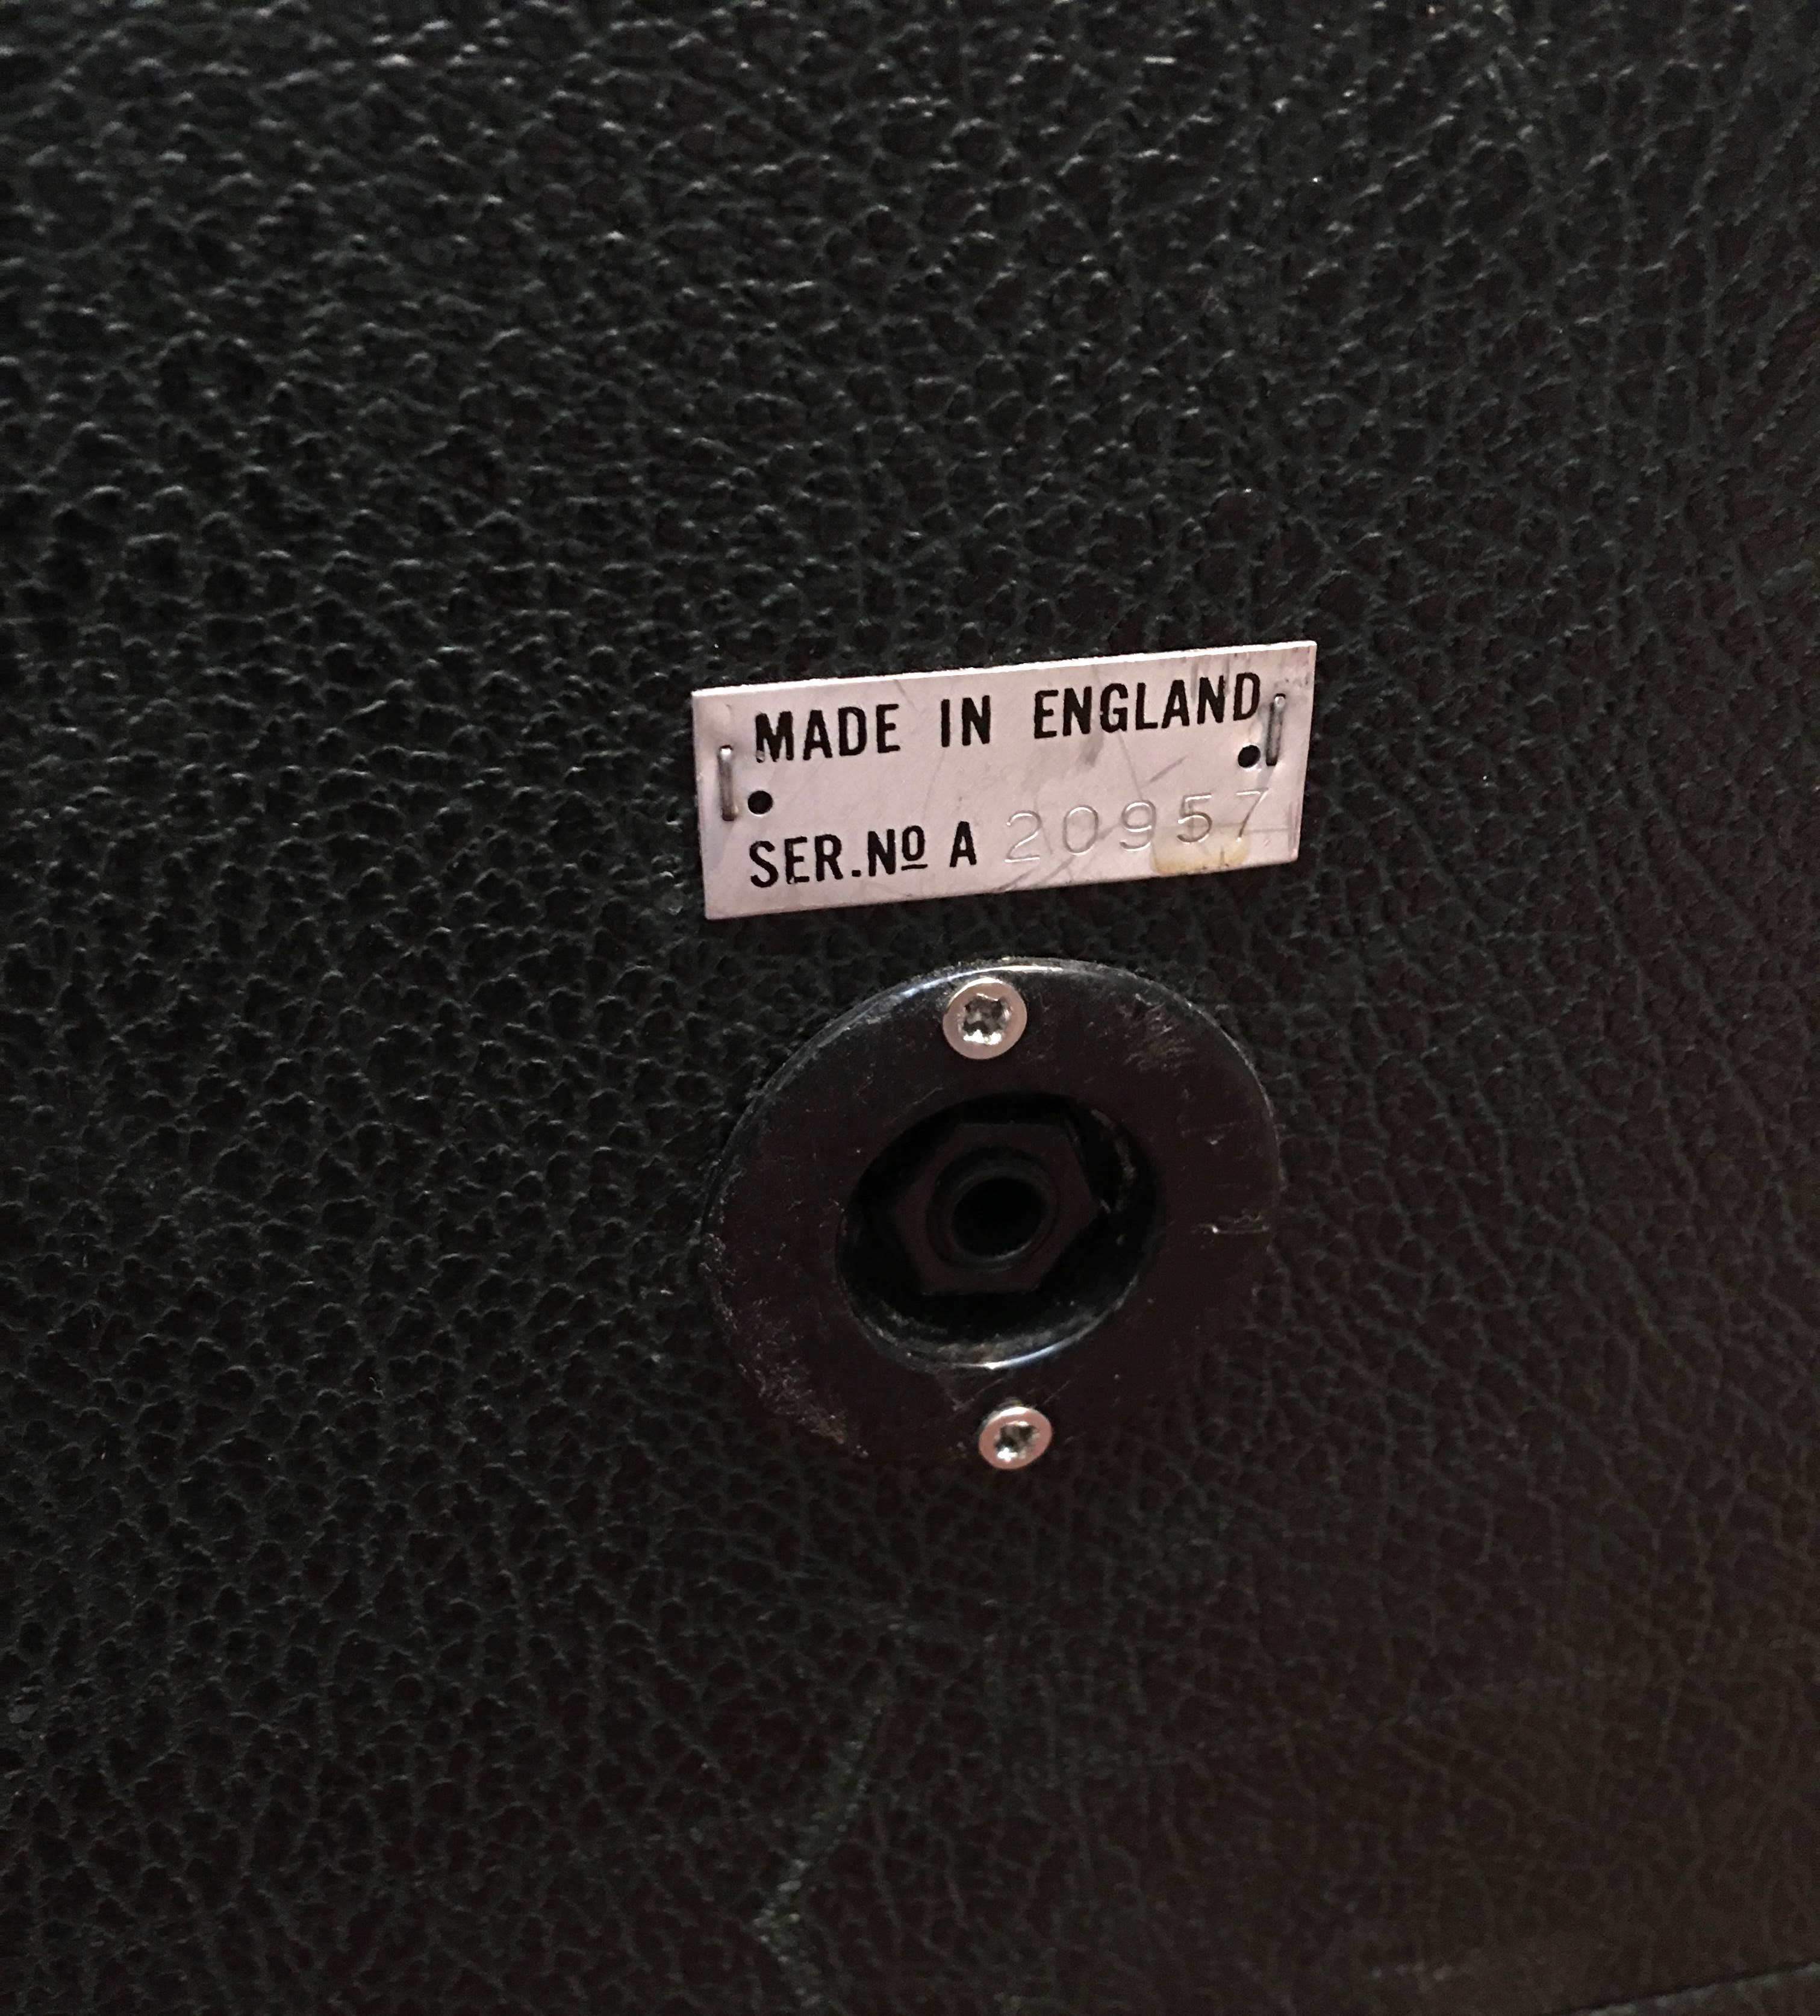 MADE IN ENGLAND
SER.Nº A 20957